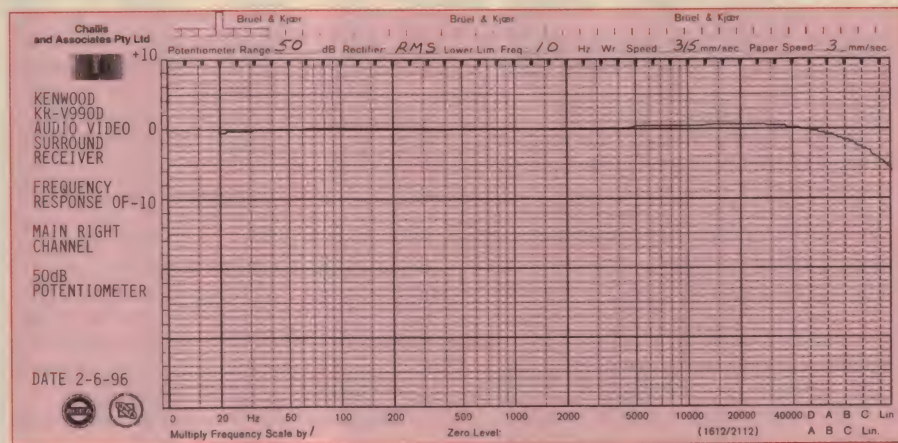 Brüel & Kjær Brüel & Kjær Brüel & Kjær
Challis
and Associates Pty Ltd
Potentiometer Range 50 dB Rectifier RMS Lower Lim Freq 10 Hz Wr Speed 315 mm/sec. Paper Speed 3 mm/sec
+10
KENWOOD
KR-V990D
AUDIO VIDEO 0
SURROUND
RECEIVER
FREQUENCY
RESPONSE OF-10
MAIN RIGHT
CHANNEL
50dB
POTENTIOMETER
DATE 2-6-96
0 20 Hz 50 100 200 500 1000 2000 5000 10000 20000 40000 D A B C Lin
Multiply Frequency Scale by 1 Zero Level: (1612/2112) A B C Lin.